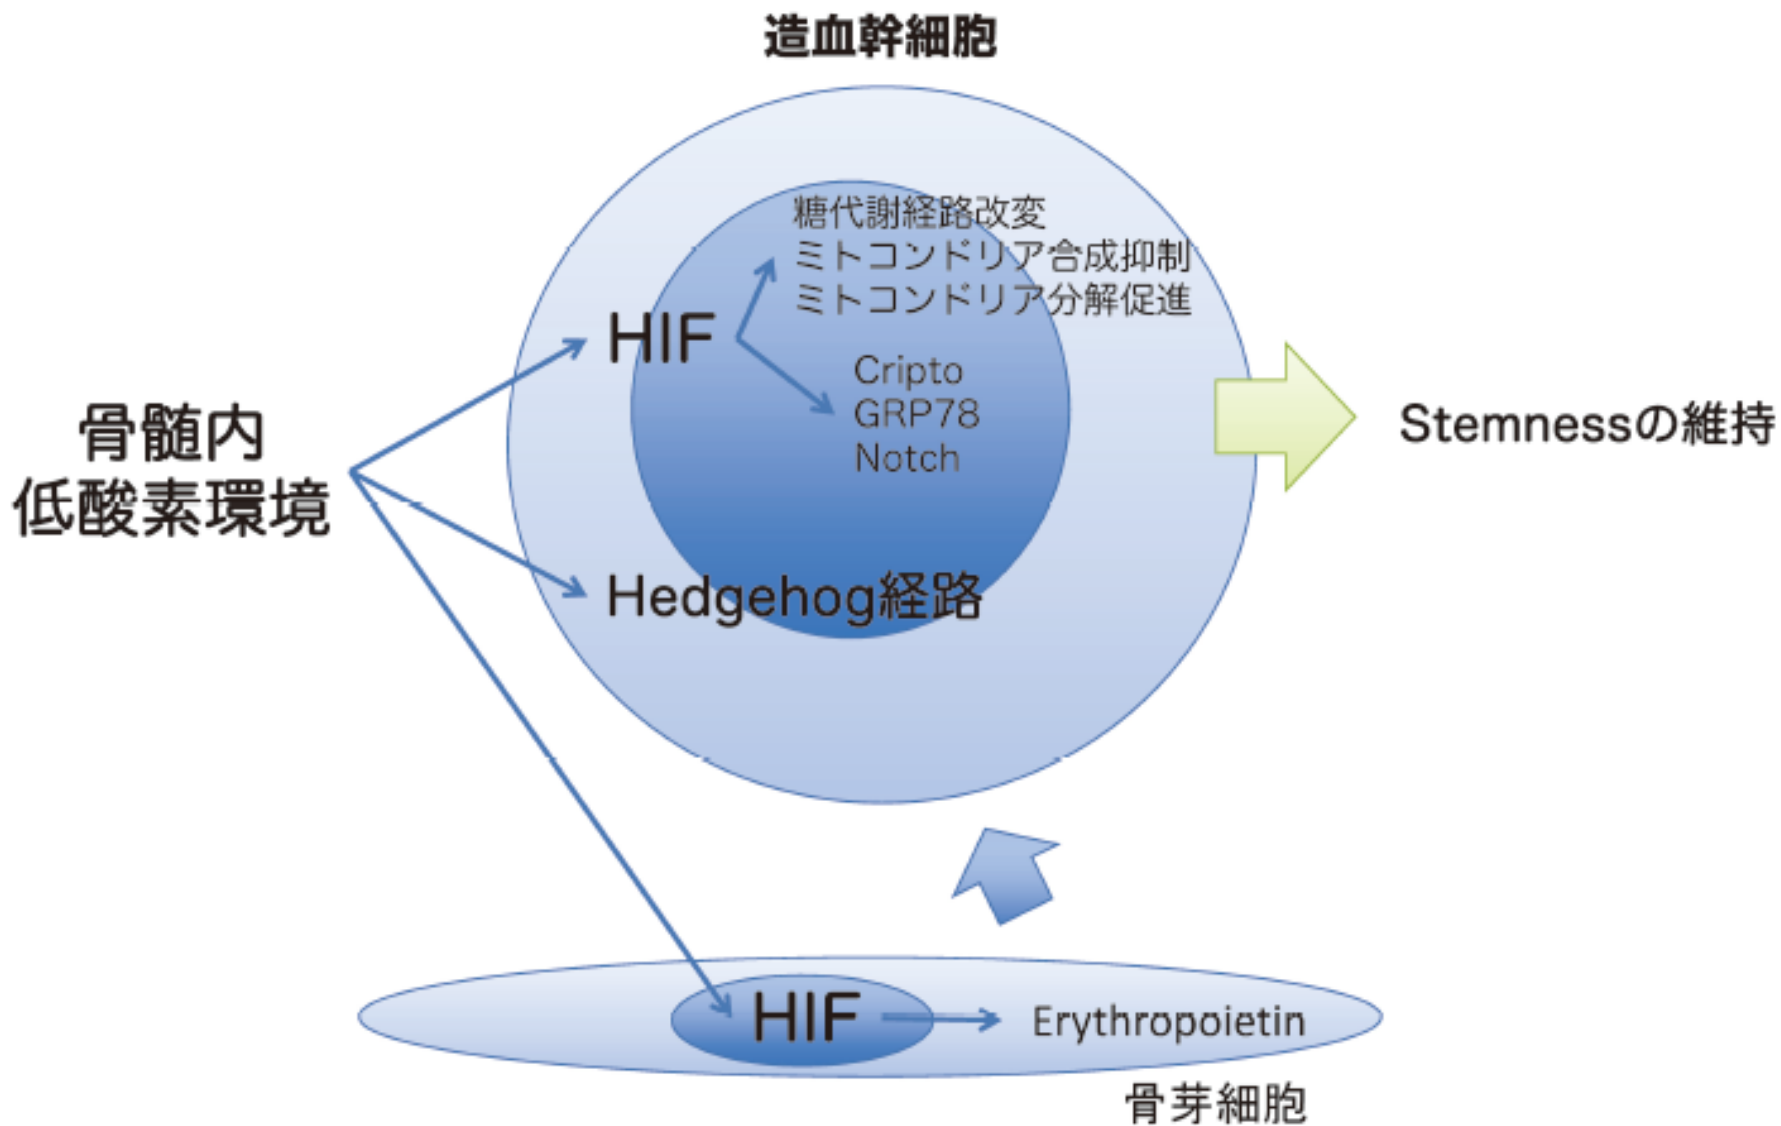 造血幹細胞
糖代謝経路改変
ミトコンドリア合成抑制
ミトコンドリア分解促進
HIF
Cripto
GRP78
Notch
骨髄内
低酸素環境
Stemnessの維持
Hedgehog経路
HIF
Erythropoietin
骨芽細胞